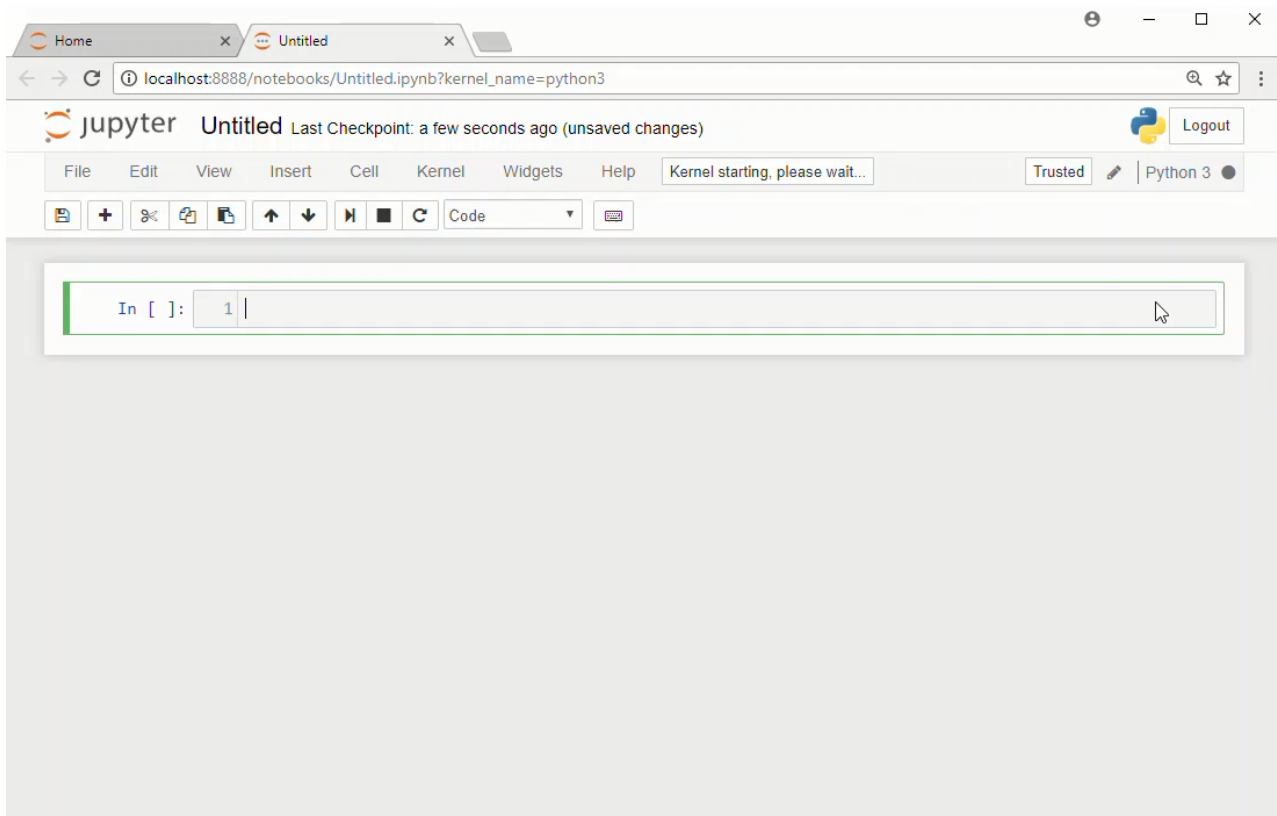 Home Untitled
localhost:8888/notebooks/Untitled.ipynb?kernel_name=python3
jupyter Untitled Last Checkpoint: a few seconds ago (unsaved changes) Logout
File Edit View Insert Cell Kernel Widgets Help Kernel starting, please wait... Trusted Python 3
Code
In [ ]: 1